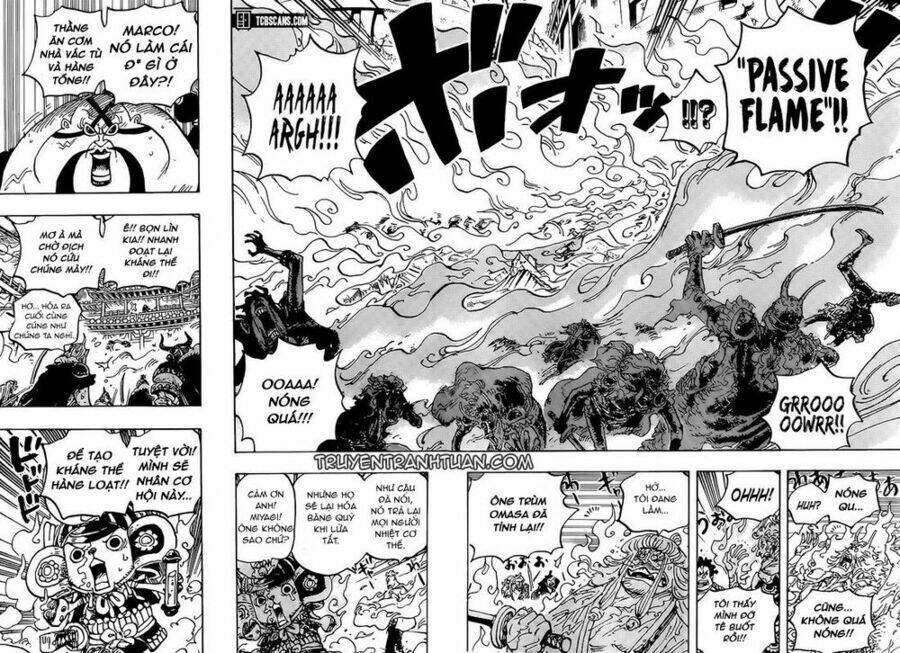 TCBSCANS.COM
"PASSIVE
FLAME"!!
!!?
ボオオッ
AAAAAA
ARGH!!!
OOAAA!
NÓNG
QUÁ!!!
GRROOO
OOWRR!!
NÓNG
QU...
HUH?
CŨNG...
KHÔNG QUÁ
NÓNG!!
OHHH!
TÔI THẤY
MÌNH ĐỠ
TÊ BUỐT
RỒI!!
HỜ...
TÔI ĐANG
LÀM...
ÔNG TRÙM
OMASA ĐÃ
TỈNH LẠI!!
NHƯ CẬU
ĐÃ NÓI,
NÓ TRẢ LẠI
MỌI NGƯỜI
NHIỆT CƠ
THỂ.
NHƯNG HỌ
SẼ LẠI HÓA
BĂNG QUỶ
KHI LỬA
TẮT.
CẢM ƠN
ANH!
MIYAGI!
ÔNG KHÔNG
SAO CHỨ?
TRUYENTRANHTUAN.COM
MARCO!
NÓ LÀM CÁI
Đ* GÌ Ở
ĐÂY?!
THẰNG
ĂN CƠM
NHÀ VÁC TÙ
VÀ HÀNG
TỔNG!!
Ê!! BỌN LÌN
KIA!! NHANH
ĐOẠT LẠI
KHÁNG THỂ
ĐI!!
MƠ À MÀ
CHỜ ĐỊCH
NÓ CỨU
CHÚNG MÀY!!
HỜ... HÓA RA
CUỐI CÙNG
CŨNG NHƯ
CHÚNG TA NGHĨ.
TUYỆT VỜI!
MÌNH SẼ
NHÂN CƠ
HỘI NÀY...
ĐỂ TẠO
KHÁNG THỂ
HÀNG LOẠT!!